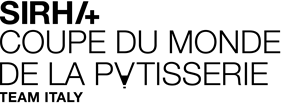 SIRHA+
COUPE DU MONDE
DE LA PATISSERIE
TEAM ITALY